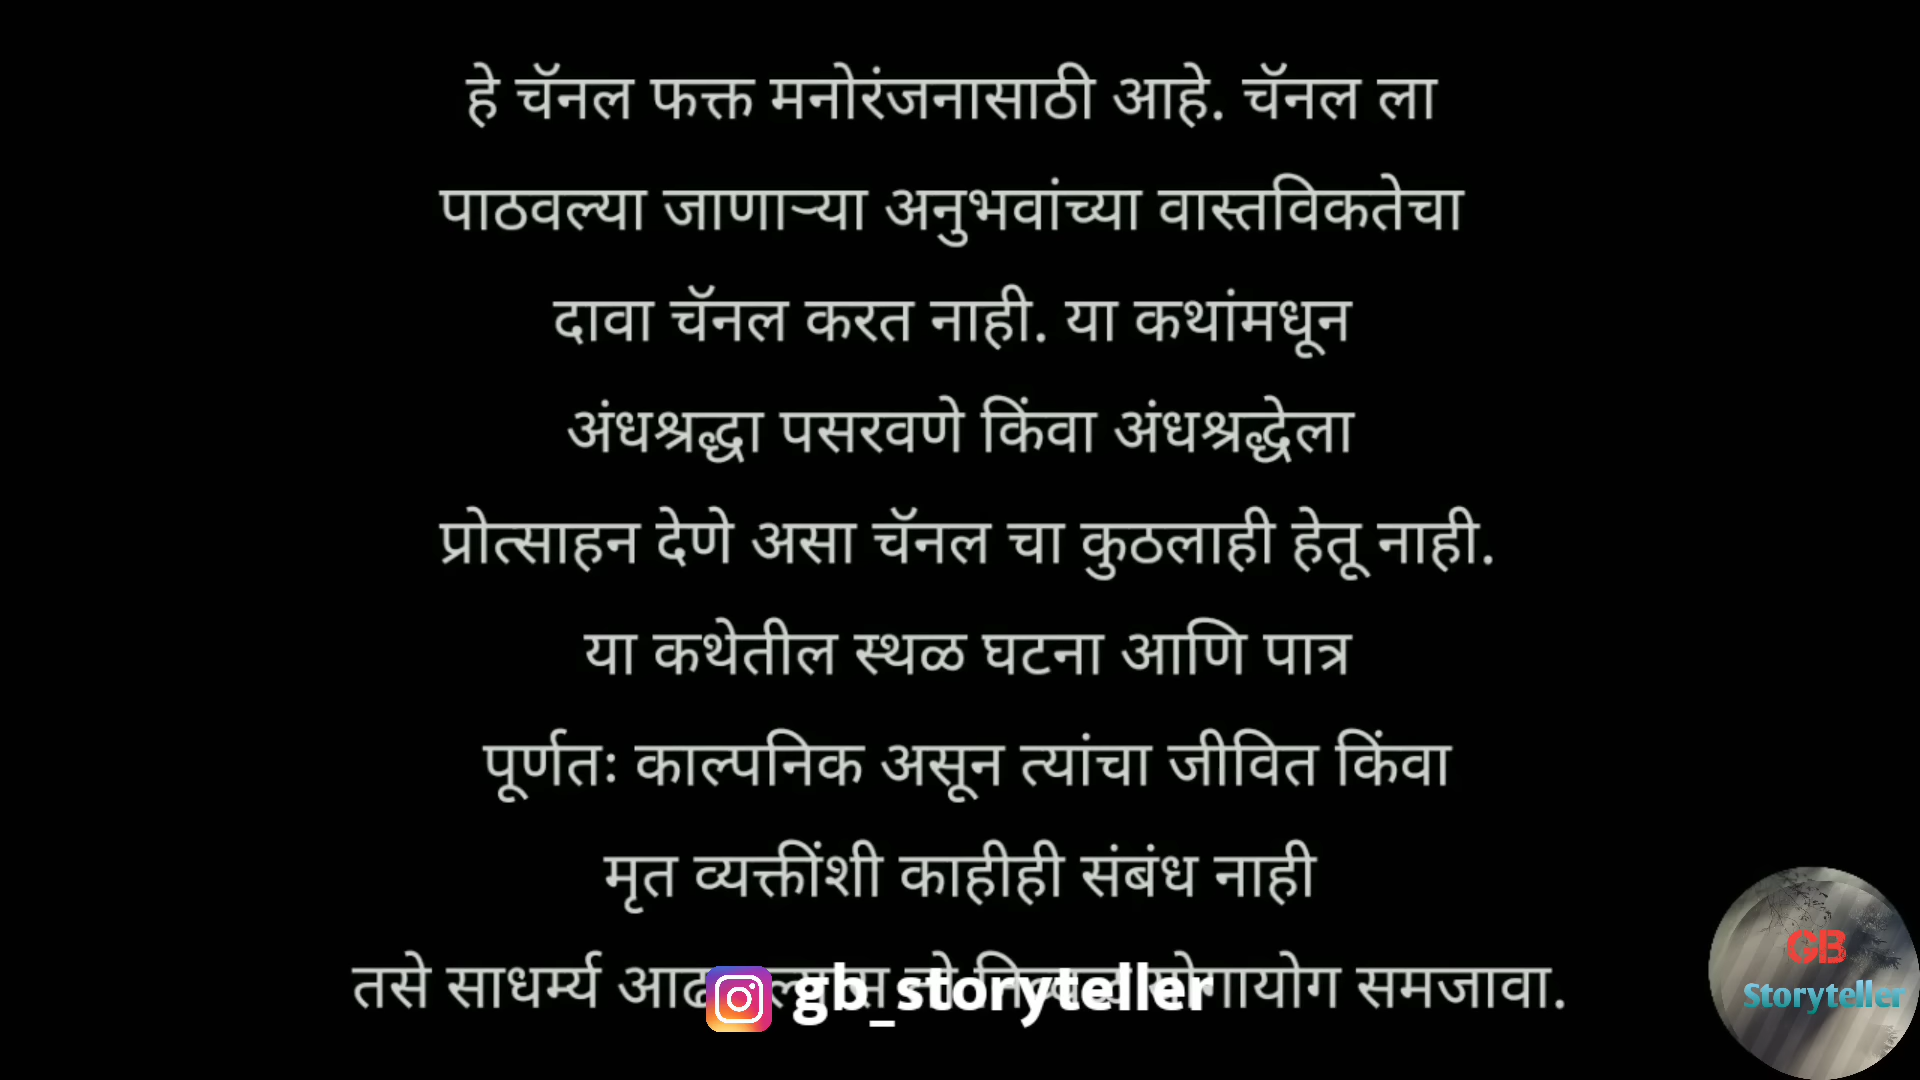 हे चॅनल फक्त मनोरंजनासाठी आहे. चॅनल ला
पाठवल्या जाणाऱ्या अनुभवांच्या वास्तविकतेचा
दावा चॅनल करत नाही. या कथांमधून
अंधश्रद्धा पसरवणे किंवा अंधश्रद्धेला
प्रोत्साहन देणे असा चॅनल चा कुठलाही हेतू नाही.
या कथेतील स्थळ घटना आणि पात्र
पूर्णतः काल्पनिक असून त्यांचा जीवित किंवा
मृत व्यक्तींशी काहीही संबंध नाही
तसे साधर्म्य समजावा.
gb_storyteller
GB
Storyteller